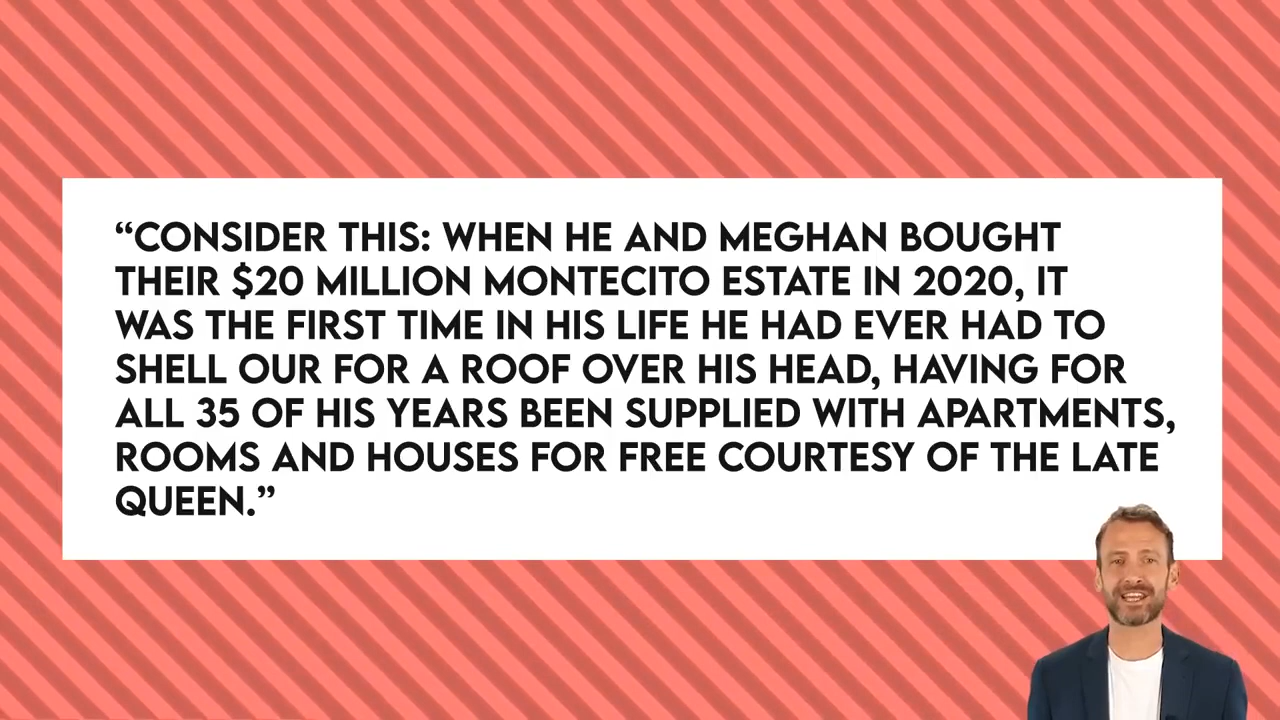 “CONSIDER THIS: WHEN HE AND MEGHAN BOUGHT
THEIR $20 MILLION MONTECITO ESTATE IN 2020, IT
WAS THE FIRST TIME IN HIS LIFE HE HAD EVER HAD TO
SHELL OUR FOR A ROOF OVER HIS HEAD, HAVING FOR
ALL 35 OF HIS YEARS BEEN SUPPLIED WITH APARTMENTS,
ROOMS AND HOUSES FOR FREE COURTESY OF THE LATE
QUEEN.”